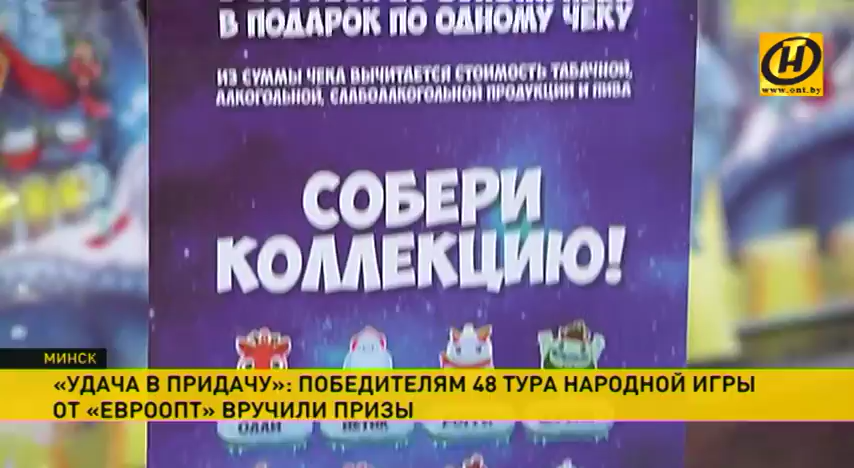 В ПОДАРОК ПО ОДНОМУ ЧЕКУ
ИЗ СУММЫ ЧЕКА ВЫЧИТАЕТСЯ СТОИМОСТЬ ТАБАЧНОЙ,
АЛКОГОЛЬНОЙ, СЛАБОАЛКОГОЛЬНОЙ ПРОДУКЦИИ И ПИВА
www.ont.by
СОБЕРИ
КОЛЛЕКЦИЮ!
МИНСК
«УДАЧА В ПРИДАЧУ»: ПОБЕДИТЕЛЯМ 48 ТУРА НАРОДНОЙ ИГРЫ
ОТ «ЕВРООПТ» ВРУЧИЛИ ПРИЗЫ